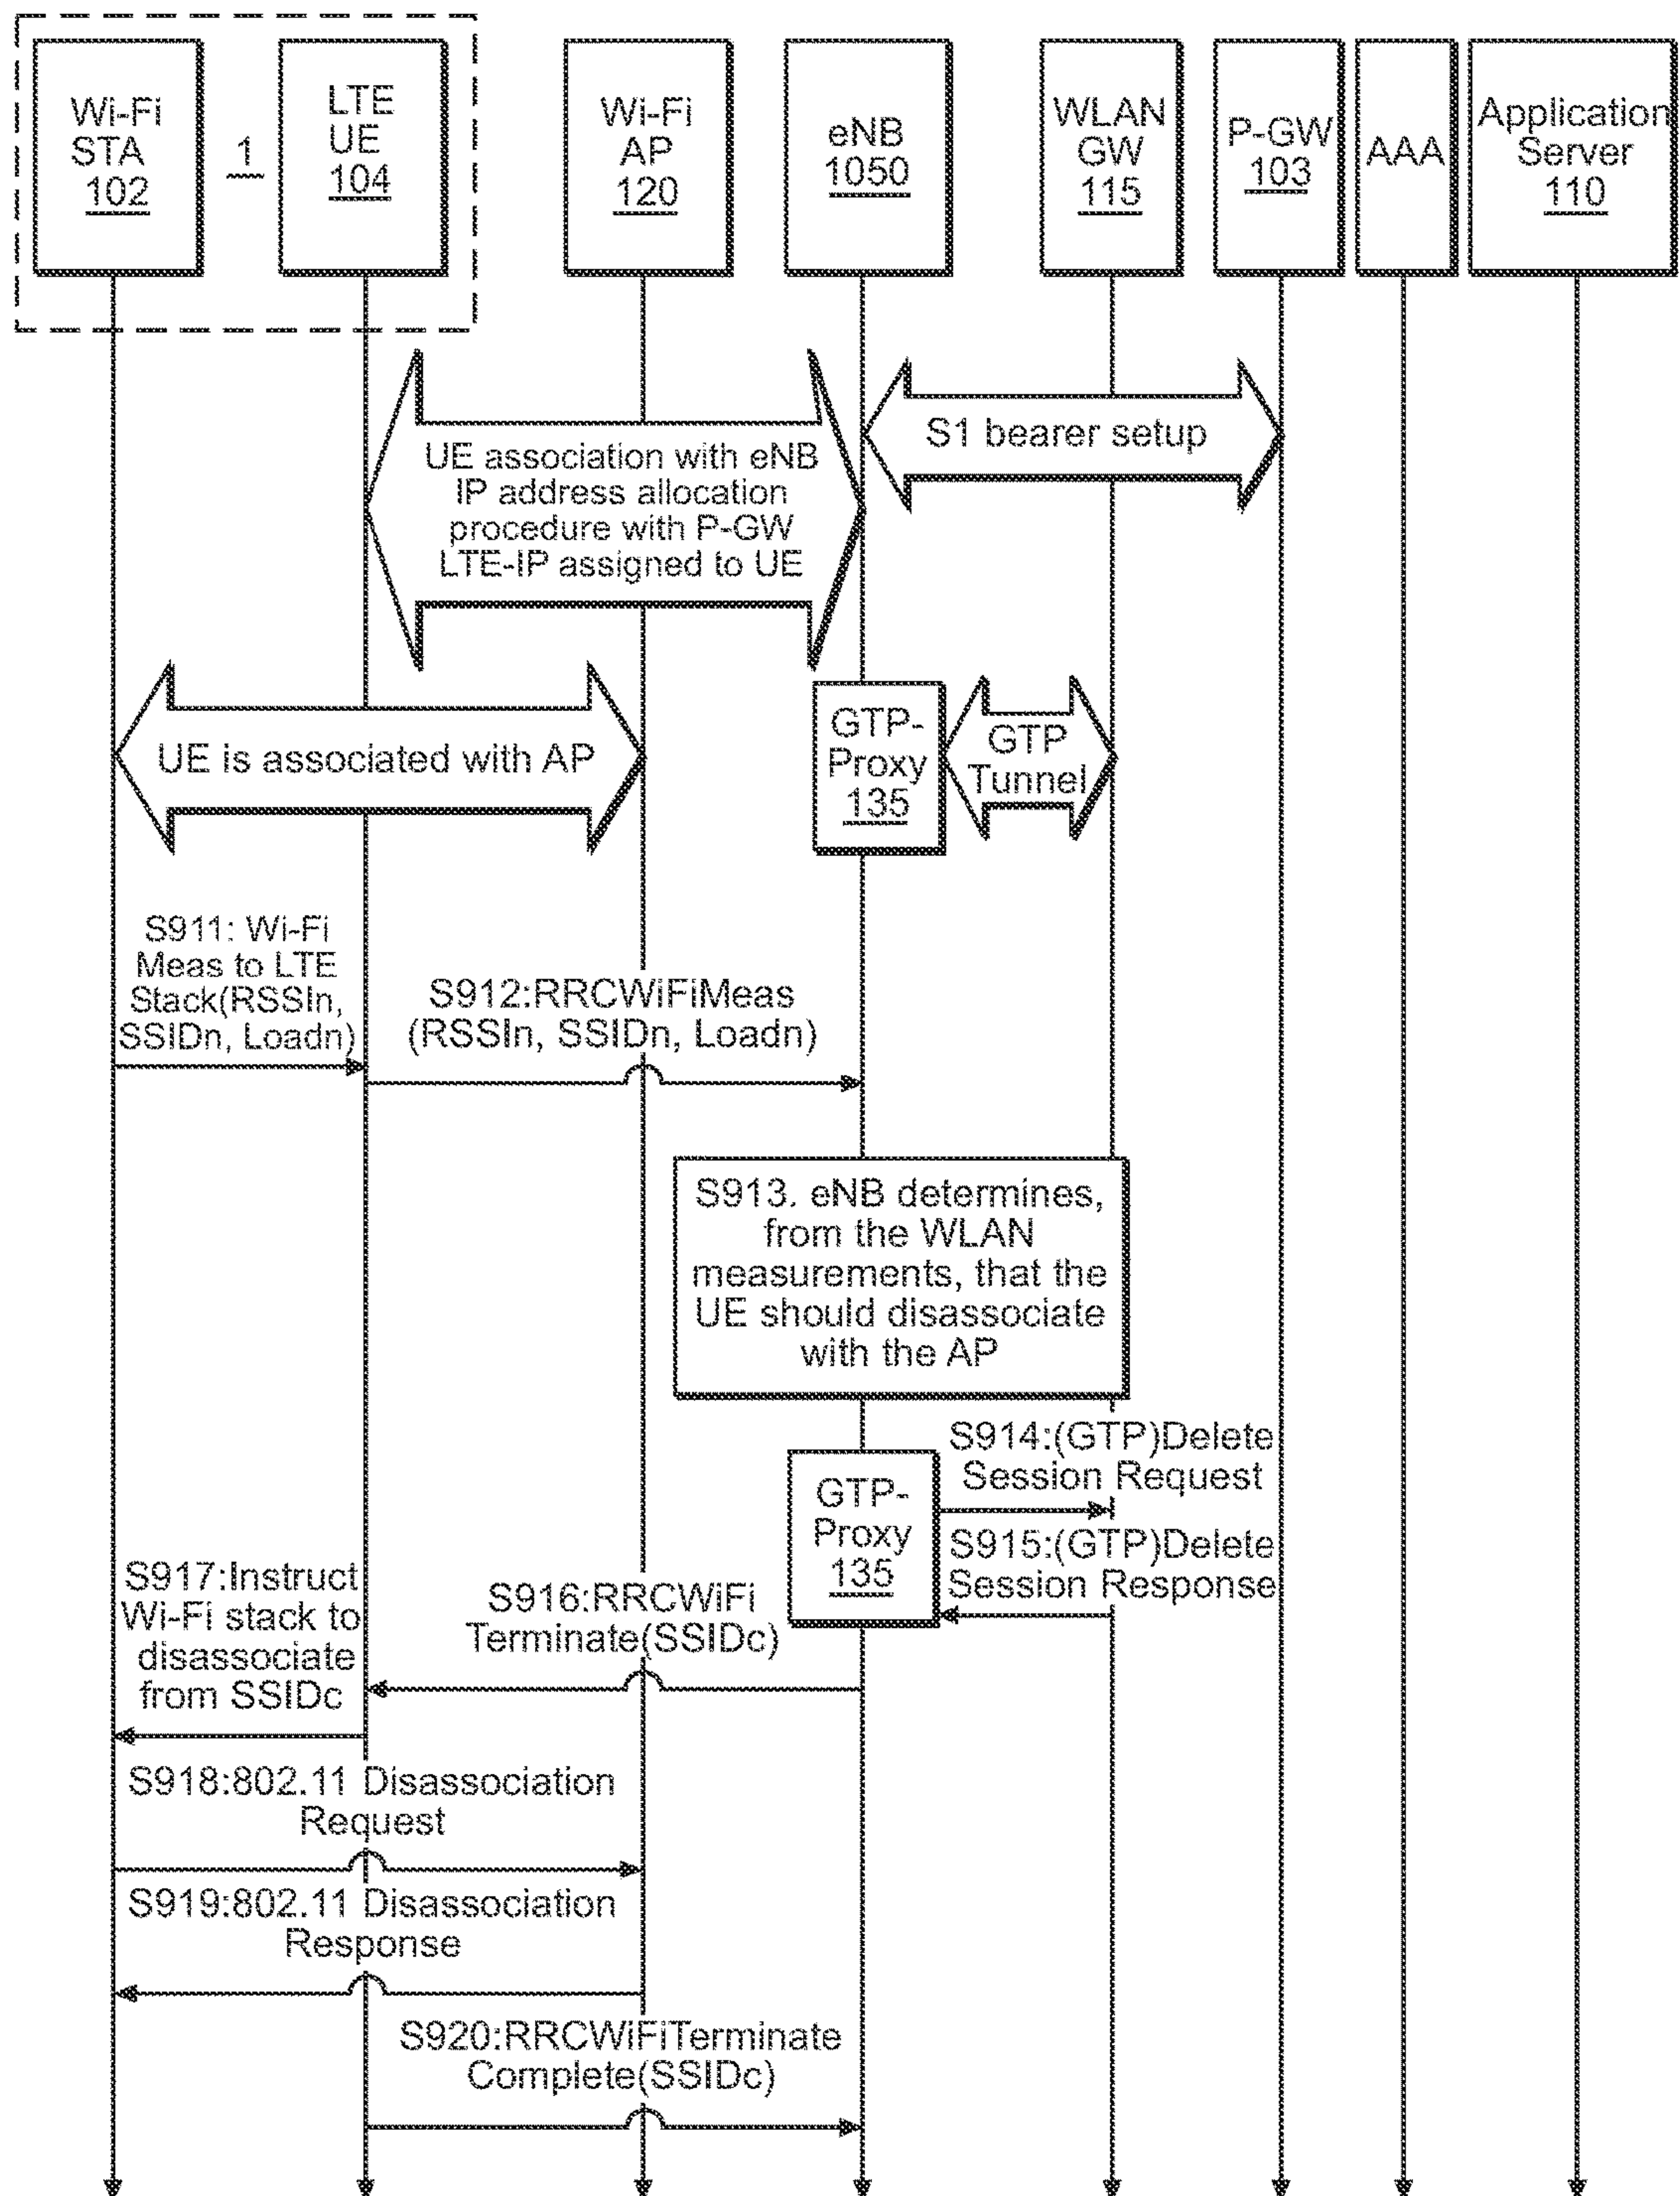 Wi-Fi
STA
102
1
LTE
UE
104
Wi-Fi
AP
120
eNB
1050
WLAN
GW
115
P-GW
103
AAA
Application
Server
110
S1 bearer setup
UE association with eNB
IP address allocation
procedure with P-GW
LTE-IP assigned to UE
UE is associated with AP
GTP-
Proxy
135
GTP
Tunnel
S911: Wi-Fi
Meas to LTE
Stack(RSSIn,
SSIDn, Loadn)
S912:RRCWiFiMeas
(RSSIn, SSIDn, Loadn)
S913. eNB determines,
from the WLAN
measurements, that the
UE should disassociate
with the AP
S914:(GTP)Delete
Session Request
GTP-
Proxy
135
S915:(GTP)Delete
Session Response
S916:RRCWiFi
Terminate(SSIDc)
S917:Instruct
Wi-Fi stack to
disassociate
from SSIDc
S918:802.11 Disassociation
Request
S919:802.11 Disassociation
Response
S920:RRCWiFiTerminate
Complete(SSIDc)